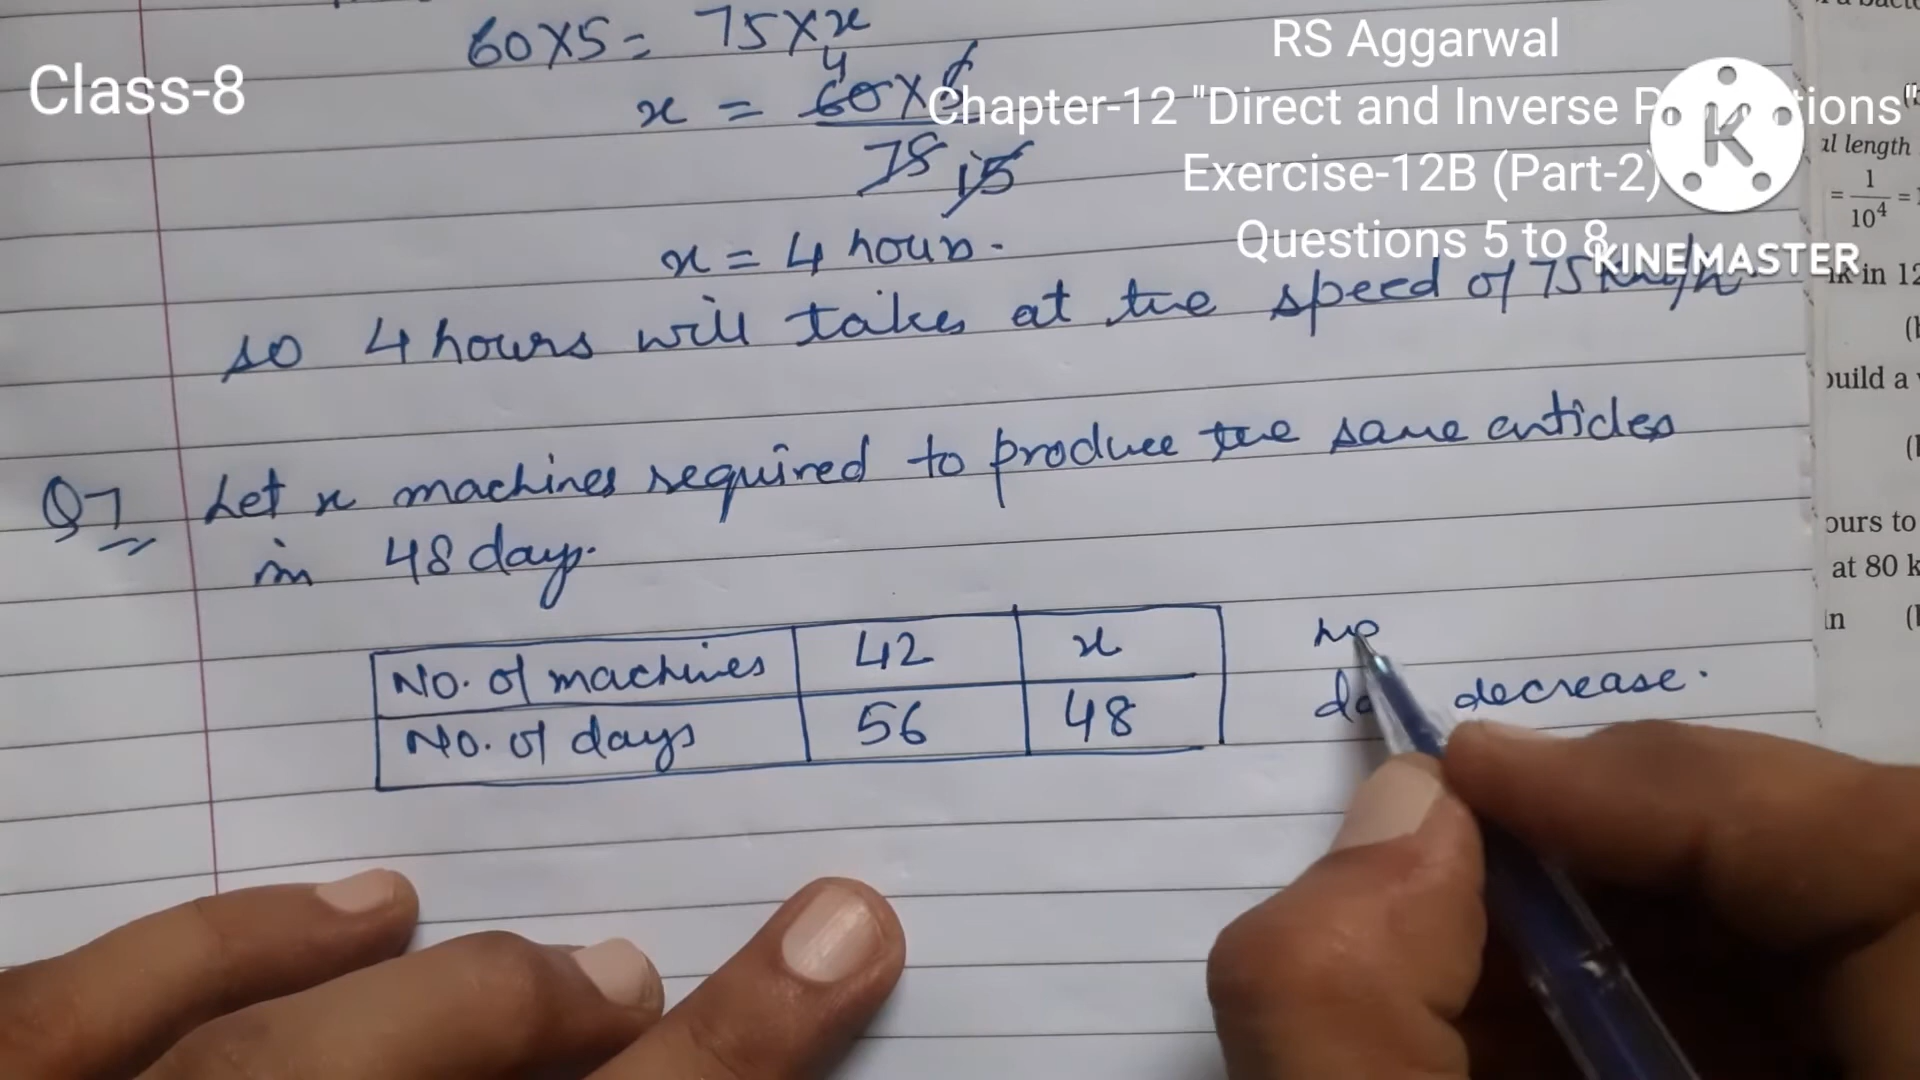 60×5 = 75×x
Class-8
RS Aggarwal
4
x = 60×5
Chapter-12 "Direct and Inverse
75 15
Exercise-12B (Part-2)
Questions 5 to 8
KINEMASTER
x = 4 hours.
so 4 hours will takes at the speed of 75 km/h
Q7 Let x machines required to produce the same articles
in 48 days.
No. of machines 42 x
No. of days 56 48
decrease.
al length
= 1/10⁴ =
in 12
build a
ours to
at 80 k